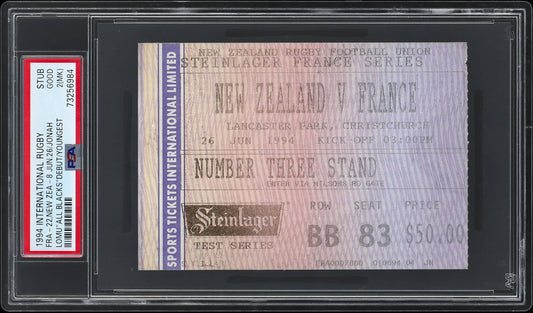 1994 INTERNATIONAL RUGBY
FRA-22,NEW ZEA-8 JUN.26/JONAH
LOMU"ALL BLACKS"DEBUT/YOUNGEST
STUB
GOOD
2(MK)
73256984
PSA
SPORTS TICKETS INTERNATIONAL LIMITED
NEW ZEALAND RUGBY FOOTBALL UNION
STEINLAGER FRANCE SERIES
NEW ZEALAND V FRANCE
LANCASTER PARK, CHRISTCHURCH
26 JUN 1994 KICK-OFF 03:00PM
NUMBER THREE STAND
ENTER VIA WILSONS RD GATE
Steinlager
TEST SERIES
ROW SEAT PRICE
BB 83 $50.00